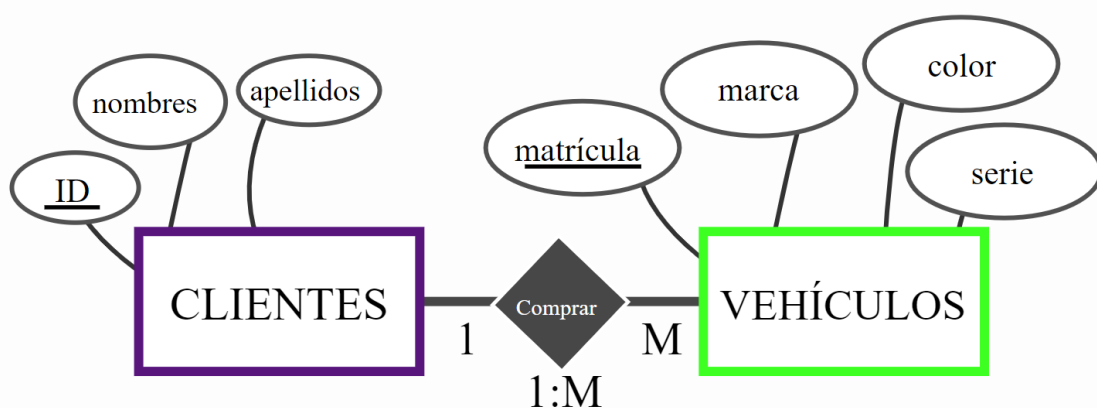 color
marca
apellidos
nombres
matrícula
serie
ID
CLIENTES
Comprar
VEHÍCULOS
1
M
1:M